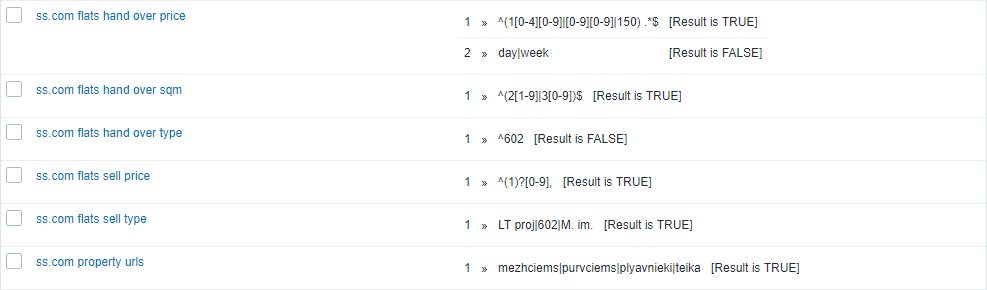 ss.com flats hand over price
1 » ^(1[0-4][0-9]|[0-9][0-9]|150) .*$ [Result is TRUE]
2 » day|week [Result is FALSE]
ss.com flats hand over sqm 1 » ^(2[1-9]|3[0-9])$ [Result is TRUE]
ss.com flats hand over type 1 » ^602 [Result is FALSE]
ss.com flats sell price 1 » ^(1)?[0-9], [Result is TRUE]
ss.com flats sell type 1 » LT proj|602|M. im. [Result is TRUE]
ss.com property urls 1 » mezhciems|purvciems|plyavnieki|teika [Result is TRUE]